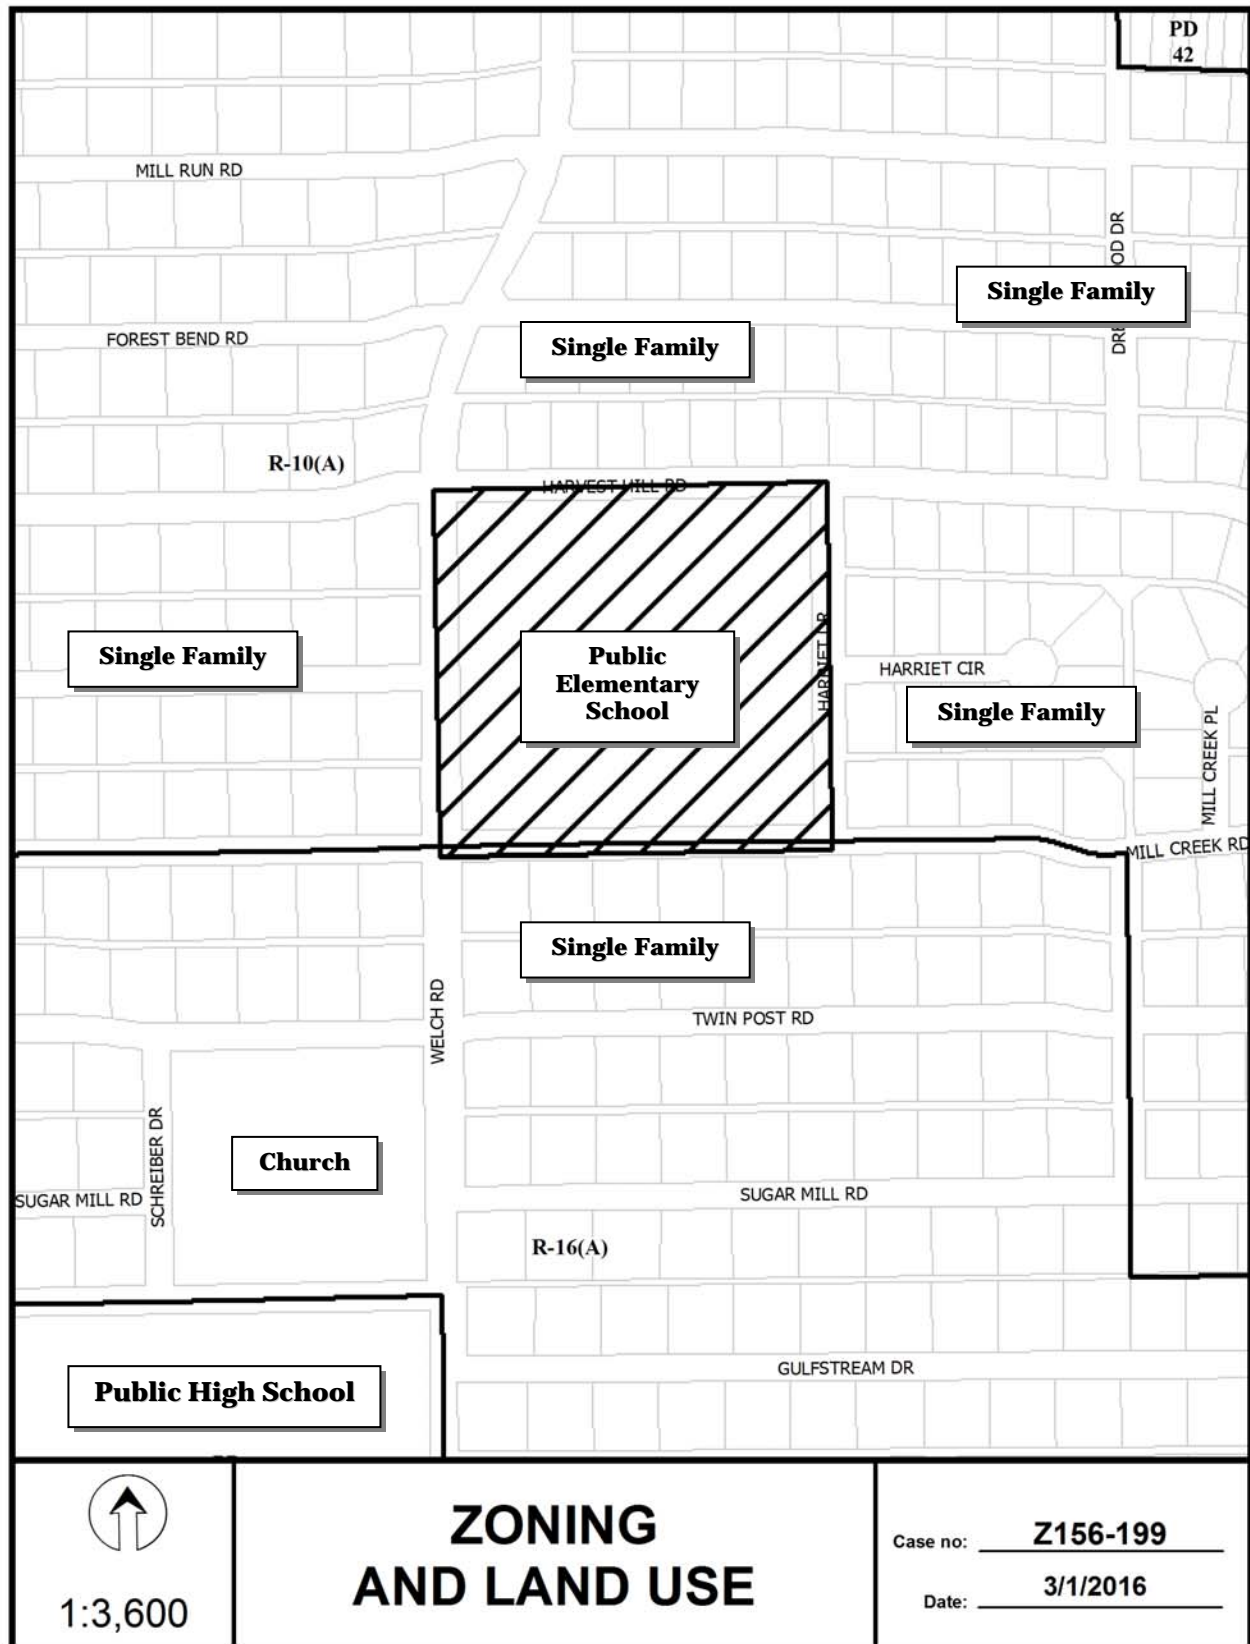 PD
42
MILL RUN RD
Single Family
FOREST BEND RD
Single Family
R-10(A)
HARVEST HILL RD
Single Family
Public
Elementary
School
HARRIET CIR
Single Family
MILL CREEK PL
MILL CREEK RD
Single Family
WELCH RD
TWIN POST RD
SCHREIBER DR
Church
SUGAR MILL RD
SUGAR MILL RD
R-16(A)
GULFSTREAM DR
Public High School
1:3,600
ZONING
AND LAND USE
Case no: Z156-199
Date: 3/1/2016